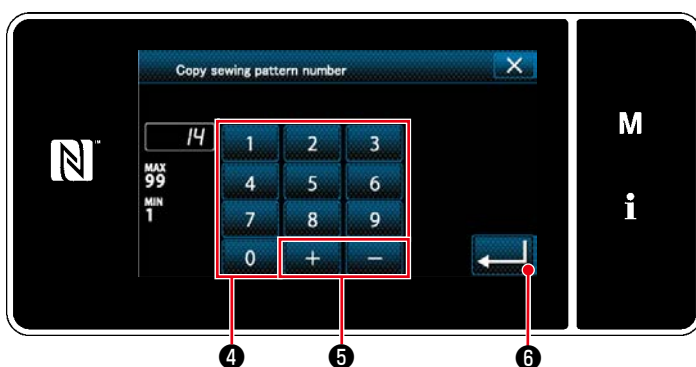 Copy sewing pattern number
14
MAX
99
MIN
1
1 2 3
4 5 6
7 8 9
0 + −
N™
M
i
❹ ❺ ❻